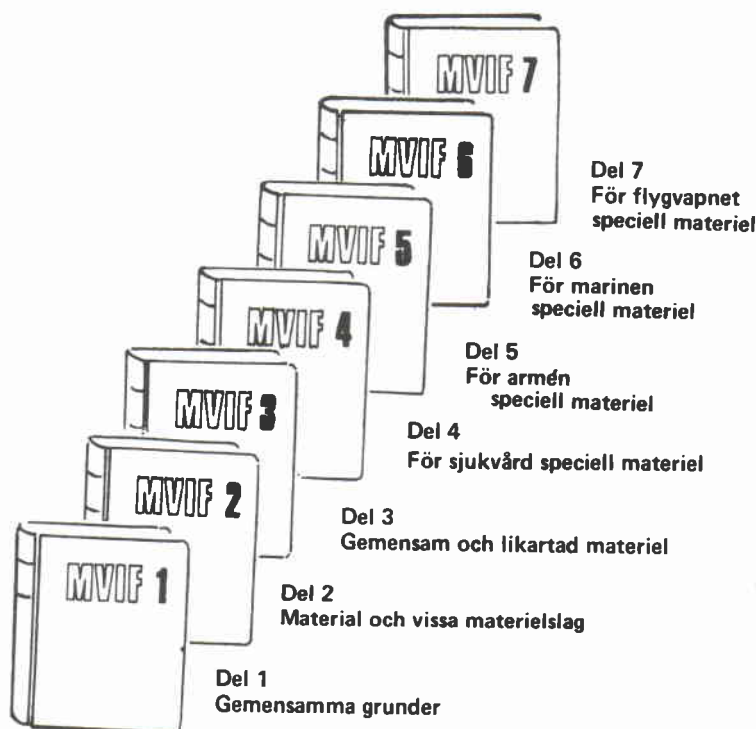 MVIF 7
Del 7
För flygvapnet
speciell materiel
MVIF 6
Del 6
För marinen
speciell materiel
MVIF 5
Del 5
För armén
speciell materiel
MVIF 4
Del 4
För sjukvård speciell materiel
MVIF 3
Del 3
Gemensam och likartad materiel
MVIF 2
Del 2
Material och vissa materielslag
MVIF 1
Del 1
Gemensamma grunder